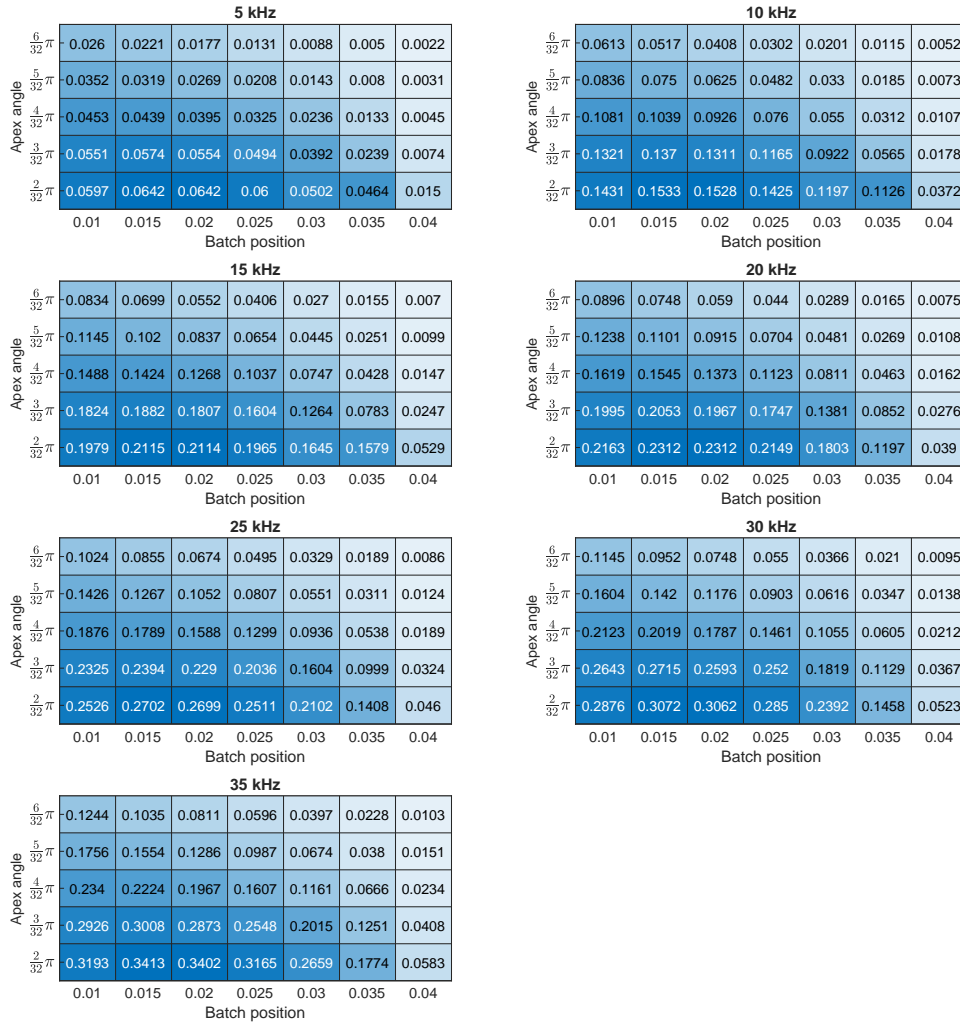 5 kHz
Apex angle
6/32 π 0.026 0.0221 0.0177 0.0131 0.0088 0.005 0.0022
5/32 π 0.0352 0.0319 0.0269 0.0208 0.0143 0.008 0.0031
4/32 π 0.0453 0.0439 0.0395 0.0325 0.0236 0.0133 0.0045
3/32 π 0.0551 0.0574 0.0554 0.0494 0.0392 0.0239 0.0074
2/32 π 0.0597 0.0642 0.0642 0.06 0.0502 0.0464 0.015
0.01 0.015 0.02 0.025 0.03 0.035 0.04
Batch position
10 kHz
Apex angle
6/32 π 0.0613 0.0517 0.0408 0.0302 0.0201 0.0115 0.0052
5/32 π 0.0836 0.075 0.0625 0.0482 0.033 0.0185 0.0073
4/32 π 0.1081 0.1039 0.0926 0.076 0.055 0.0312 0.0107
3/32 π 0.1321 0.137 0.1311 0.1165 0.0922 0.0565 0.0178
2/32 π 0.1431 0.1533 0.1528 0.1425 0.1197 0.1126 0.0372
0.01 0.015 0.02 0.025 0.03 0.035 0.04
Batch position
15 kHz
Apex angle
6/32 π 0.0834 0.0699 0.0552 0.0406 0.027 0.0155 0.007
5/32 π 0.1145 0.102 0.0837 0.0654 0.0445 0.0251 0.0099
4/32 π 0.1488 0.1424 0.1268 0.1037 0.0747 0.0428 0.0147
3/32 π 0.1824 0.1882 0.1807 0.1604 0.1264 0.0783 0.0247
2/32 π 0.1979 0.2115 0.2114 0.1965 0.1645 0.1579 0.0529
0.01 0.015 0.02 0.025 0.03 0.035 0.04
Batch position
20 kHz
Apex angle
6/32 π 0.0896 0.0748 0.059 0.044 0.0289 0.0165 0.0075
5/32 π 0.1238 0.1101 0.0915 0.0704 0.0481 0.0269 0.0108
4/32 π 0.1619 0.1545 0.1373 0.1123 0.0811 0.0463 0.0162
3/32 π 0.1995 0.2053 0.1967 0.1747 0.1381 0.0852 0.0276
2/32 π 0.2163 0.2312 0.2312 0.2149 0.1803 0.1197 0.039
0.01 0.015 0.02 0.025 0.03 0.035 0.04
Batch position
25 kHz
Apex angle
6/32 π 0.1024 0.0855 0.0674 0.0495 0.0329 0.0189 0.0086
5/32 π 0.1426 0.1267 0.1052 0.0807 0.0551 0.0311 0.0124
4/32 π 0.1876 0.1789 0.1588 0.1299 0.0936 0.0538 0.0189
3/32 π 0.2325 0.2394 0.229 0.2036 0.1604 0.0999 0.0324
2/32 π 0.2526 0.2702 0.2699 0.2511 0.2102 0.1408 0.046
0.01 0.015 0.02 0.025 0.03 0.035 0.04
Batch position
30 kHz
Apex angle
6/32 π 0.1145 0.0952 0.0748 0.055 0.0366 0.021 0.0095
5/32 π 0.1604 0.142 0.1176 0.0903 0.0616 0.0347 0.0138
4/32 π 0.2123 0.2019 0.1787 0.1461 0.1055 0.0605 0.0212
3/32 π 0.2643 0.2715 0.2593 0.252 0.1819 0.1129 0.0367
2/32 π 0.2876 0.3072 0.3062 0.285 0.2392 0.1458 0.0523
0.01 0.015 0.02 0.025 0.03 0.035 0.04
Batch position
35 kHz
Apex angle
6/32 π 0.1244 0.1035 0.0811 0.0596 0.0397 0.0228 0.0103
5/32 π 0.1756 0.1554 0.1286 0.0987 0.0674 0.038 0.0151
4/32 π 0.234 0.2224 0.1967 0.1607 0.1161 0.0666 0.0234
3/32 π 0.2926 0.3008 0.2873 0.2548 0.2015 0.1251 0.0408
2/32 π 0.3193 0.3413 0.3402 0.3165 0.2659 0.1774 0.0583
0.01 0.015 0.02 0.025 0.03 0.035 0.04
Batch position